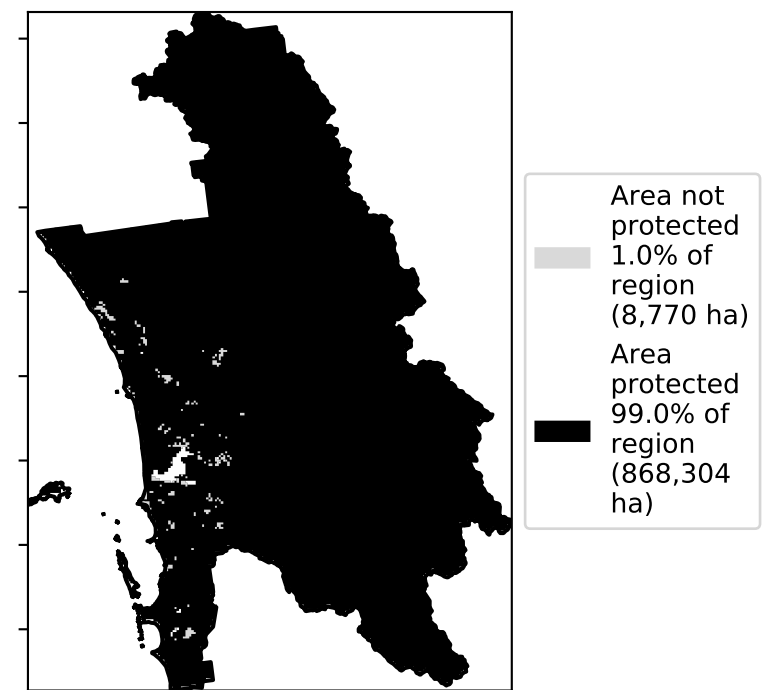 Area not
protected
1.0% of
region
(8,770 ha)
Area
protected
99.0% of
region
(868,304
ha)